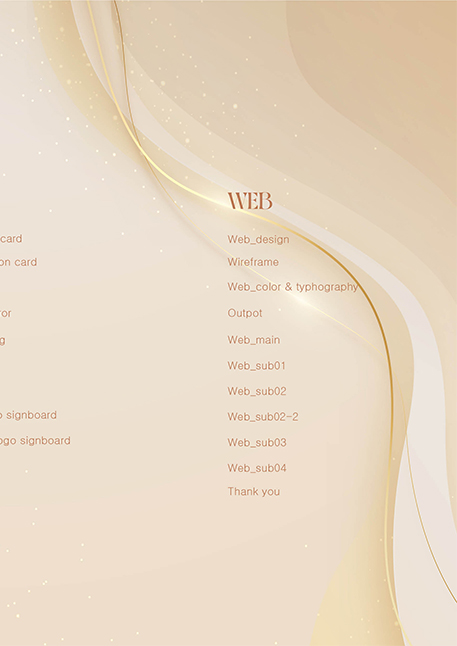 card
on card
or
g
o signboard
ogo signboard
WEB
Web_design
Wireframe
Web_color & typhography
Outpot
Web_main
Web_sub01
Web_sub02
Web_sub02-2
Web_sub03
Web_sub04
Thank you